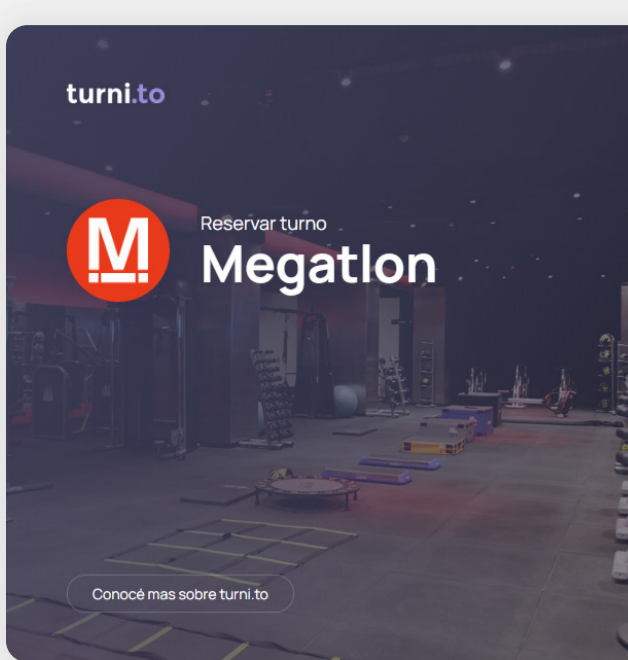 turni.to
M
Reservar turno
Megatlon
Conocé mas sobre turni.to